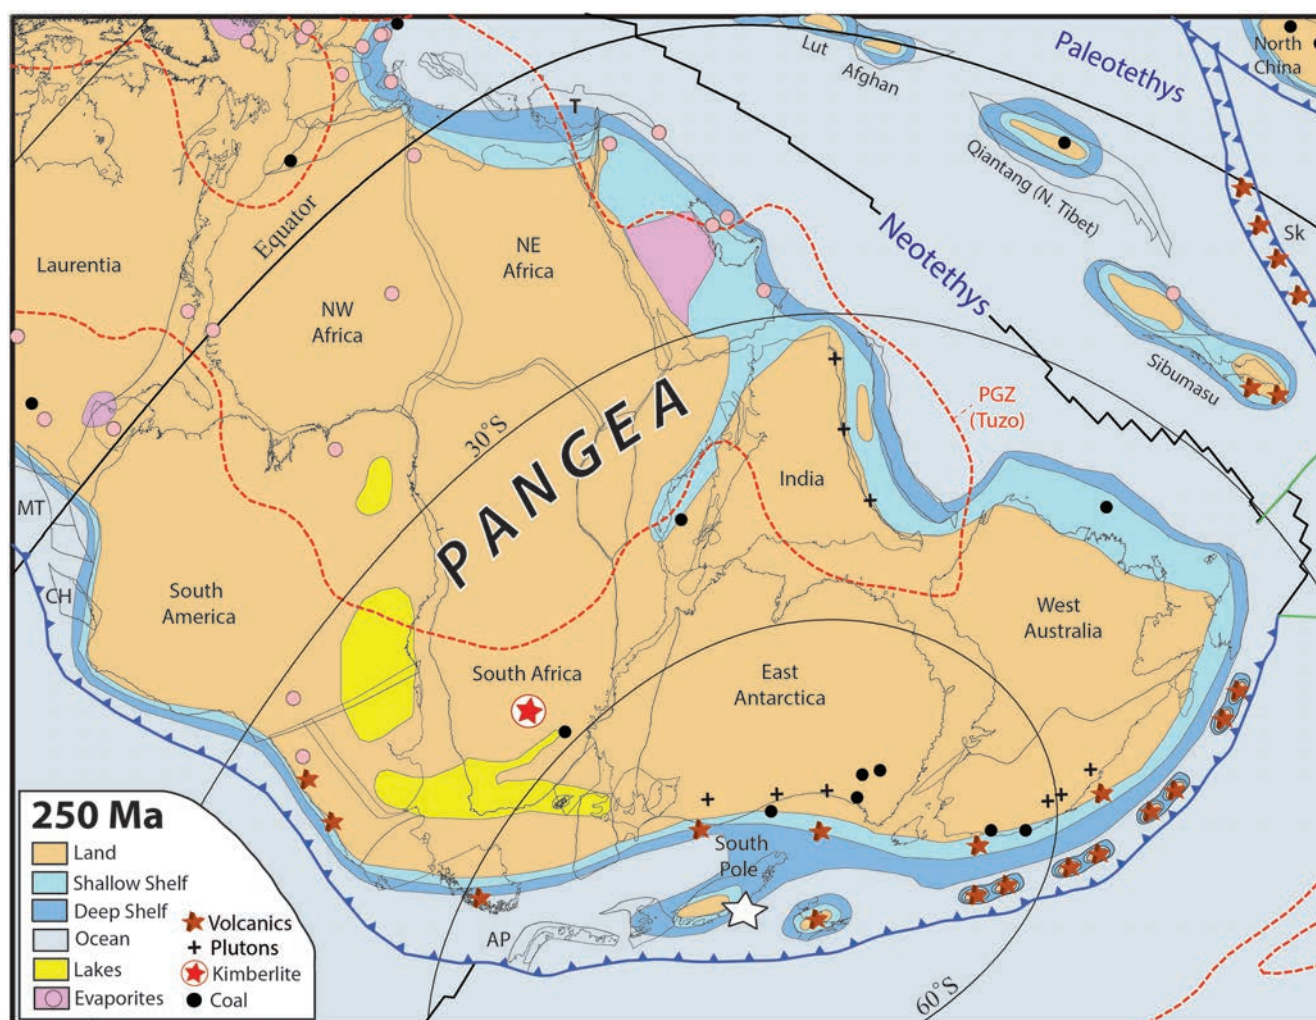 Lut
Afghan
Paleotethys
North
China
T
Qiantang (N. Tibet)
Equator
Neotethys
Sk
Laurentia
NE
Africa
NW
Africa
Sibumasu
PANGEA
30°S
PGZ
(Tuzo)
India
MT
CH
South
America
West
Australia
South Africa
East
Antarctica
250 Ma
Land
Shallow Shelf
Deep Shelf
Ocean
Lakes
Evaporites
Volcanics
Plutons
Kimberlite
Coal
South
Pole
AP
60°S